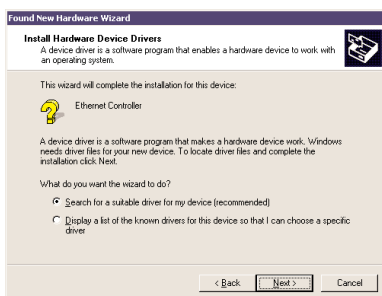 Found New Hardware Wizard
Install Hardware Device Drivers
A device driver is a software program that enables a hardware device to work with
an operating system.
This wizard will complete the installation for this device:
Ethernet Controller
A device driver is a software program that makes a hardware device work. Windows
needs driver files for your new device. To locate driver files and complete the
installation click Next.
What do you want the wizard to do?
Search for a suitable driver for my device (recommended)
Display a list of the known drivers for this device so that I can choose a specific
driver
< Back Next > Cancel